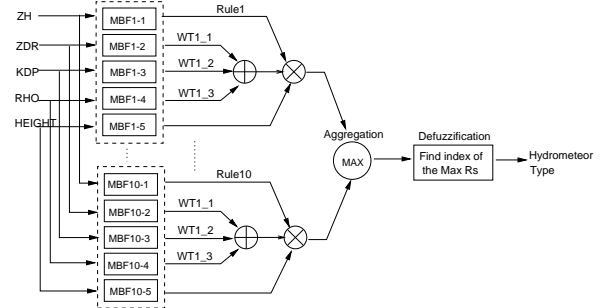 ZH
MBF1-1
Rule1
ZDR
MBF1-2
WT1_1
KDP
MBF1-3
WT1_2
RHO
MBF1-4
WT1_3
HEIGHT
MBF1-5
Aggregation
MAX
Defuzzification
Find index of
the Max Rs
Hydrometeor
Type
MBF10-1
Rule10
MBF10-2
WT1_1
MBF10-3
WT1_2
MBF10-4
WT1_3
MBF10-5